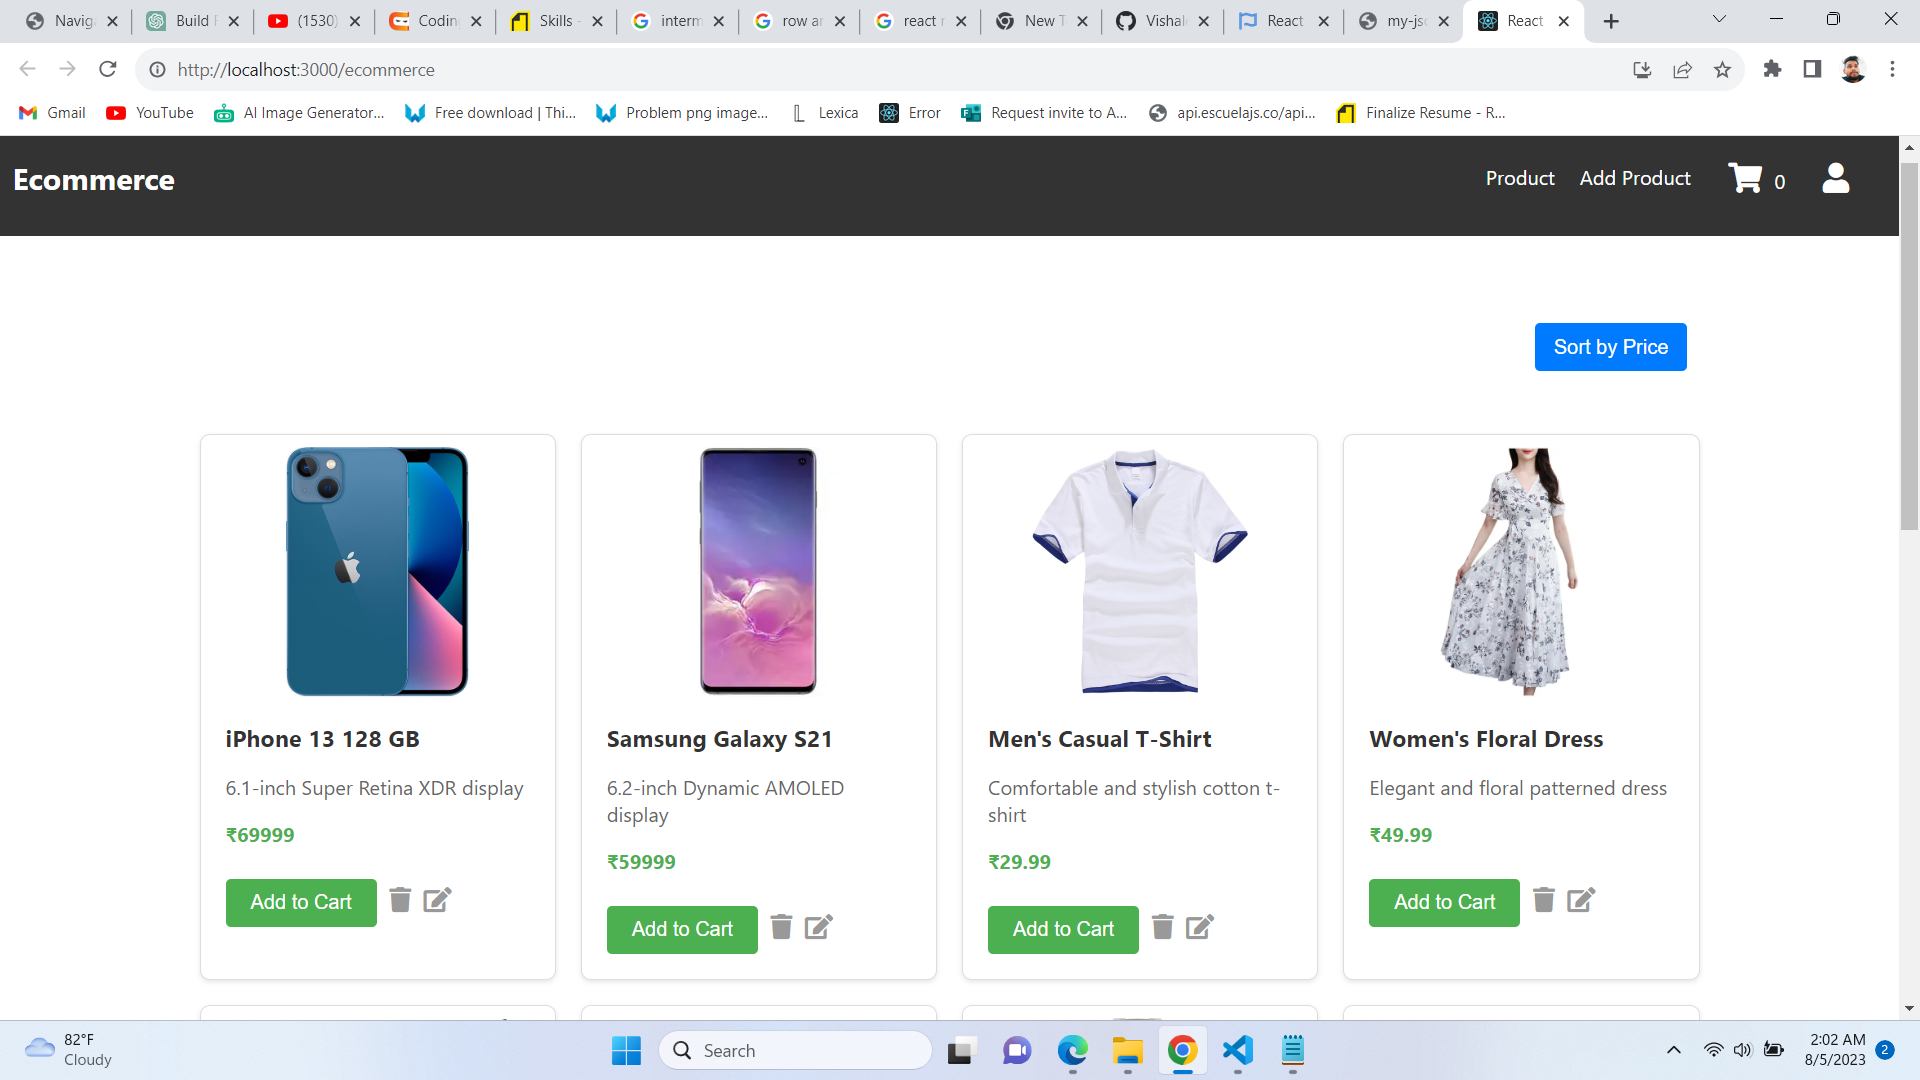 Naviga
Build F
(1530)
Codin
Skills -
interm
row ar
react r
New T
Vishal
React
my-jsc
React
http://localhost:3000/ecommerce
Gmail
YouTube
AI Image Generator...
Free download | Thi...
Problem png image...
Lexica
Error
Request invite to A...
api.escuelajs.co/api...
Finalize Resume - R...
Ecommerce
Product
Add Product
0
Sort by Price
iPhone 13 128 GB
6.1-inch Super Retina XDR display
₹69999
Add to Cart
Samsung Galaxy S21
6.2-inch Dynamic AMOLED
display
₹59999
Add to Cart
Men's Casual T-Shirt
Comfortable and stylish cotton t-
shirt
₹29.99
Add to Cart
Women's Floral Dress
Elegant and floral patterned dress
₹49.99
Add to Cart
82°F
Cloudy
Search
2:02 AM
8/5/2023
2